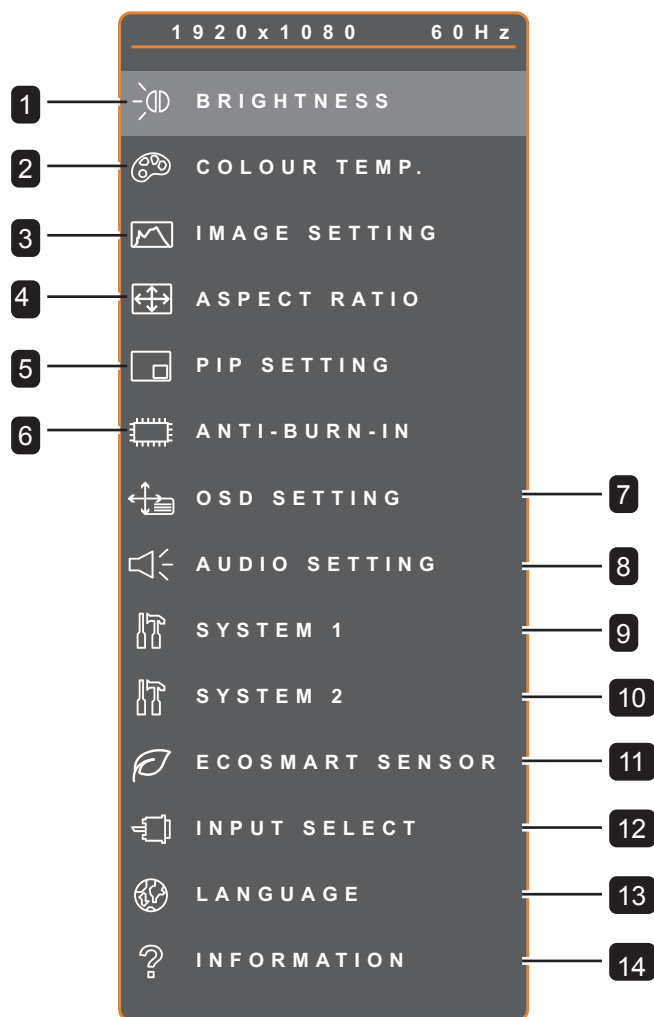 1920x1080 60Hz
1 BRIGHTNESS
2 COLOUR TEMP.
3 IMAGE SETTING
4 ASPECT RATIO
5 PIP SETTING
6 ANTI-BURN-IN
OSD SETTING 7
AUDIO SETTING 8
SYSTEM 1 9
SYSTEM 2 10
ECOSMART SENSOR 11
INPUT SELECT 12
LANGUAGE 13
INFORMATION 14